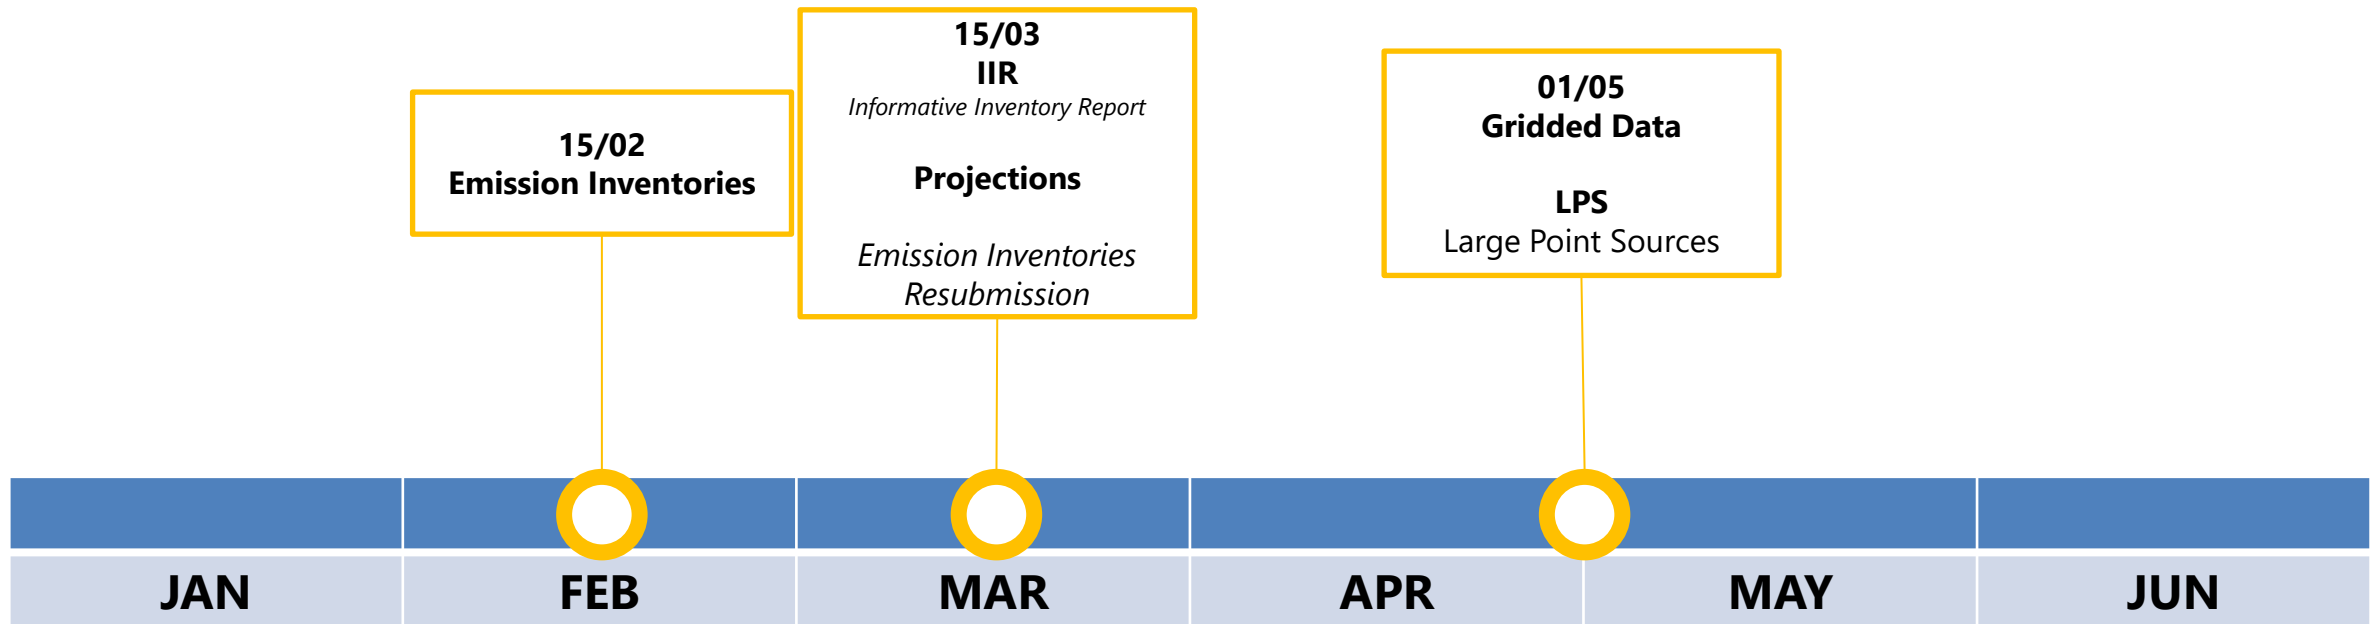 15/02
Emission Inventories
15/03
IIR
Informative Inventory Report
Projections
Emission Inventories
Resubmission
01/05
Gridded Data
LPS
Large Point Sources
JAN
FEB
MAR
APR
MAY
JUN